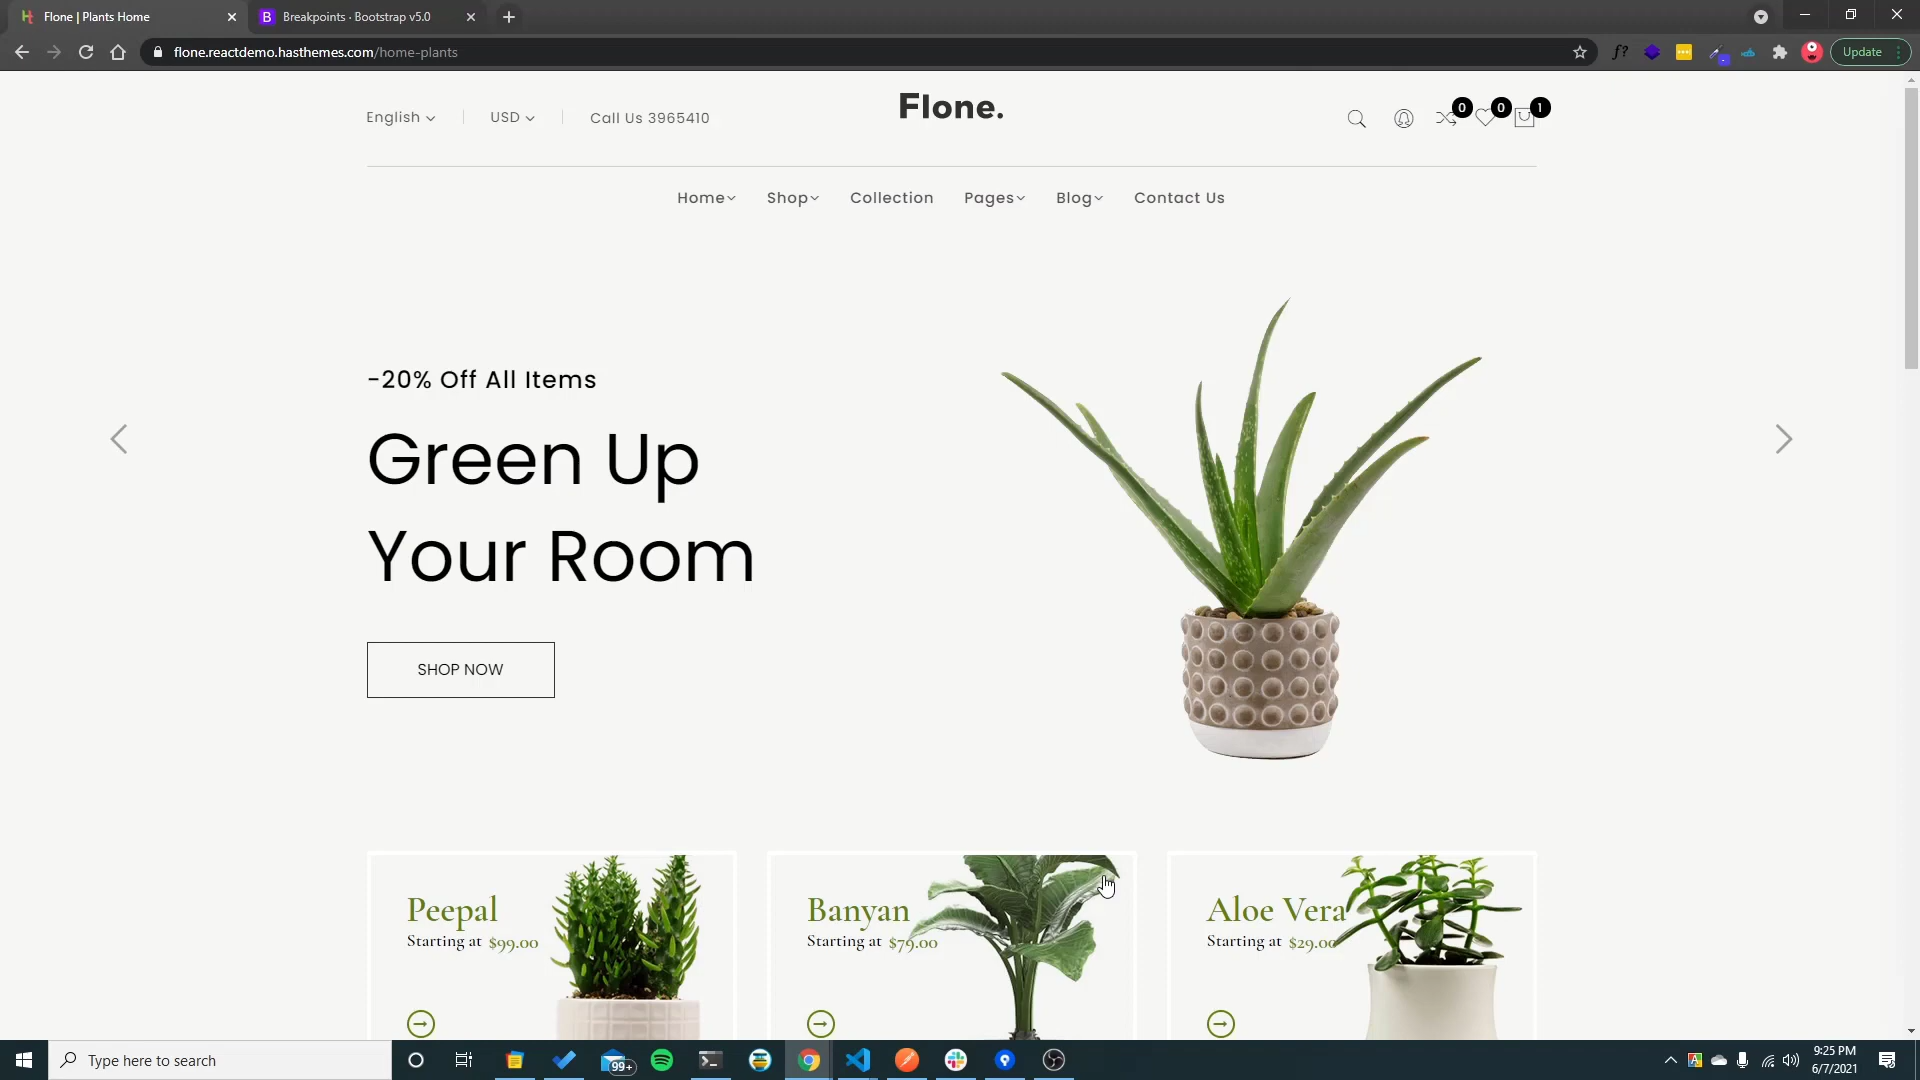 Flone | Plants Home
B
Breakpoints · Bootstrap v5.0
flone.reactdemo.hasthemes.com/home-plants
f?
Update
English
USD
Call Us 3965410
Flone.
0
0
1
Home
Shop
Collection
Pages
Blog
Contact Us
-20% Off All Items
Green Up
Your Room
SHOP NOW
Peepal
Starting at $99.00
Banyan
Starting at $79.00
Aloe Vera
Starting at $29.00
Type here to search
99+
A
9:25 PM
6/7/2021